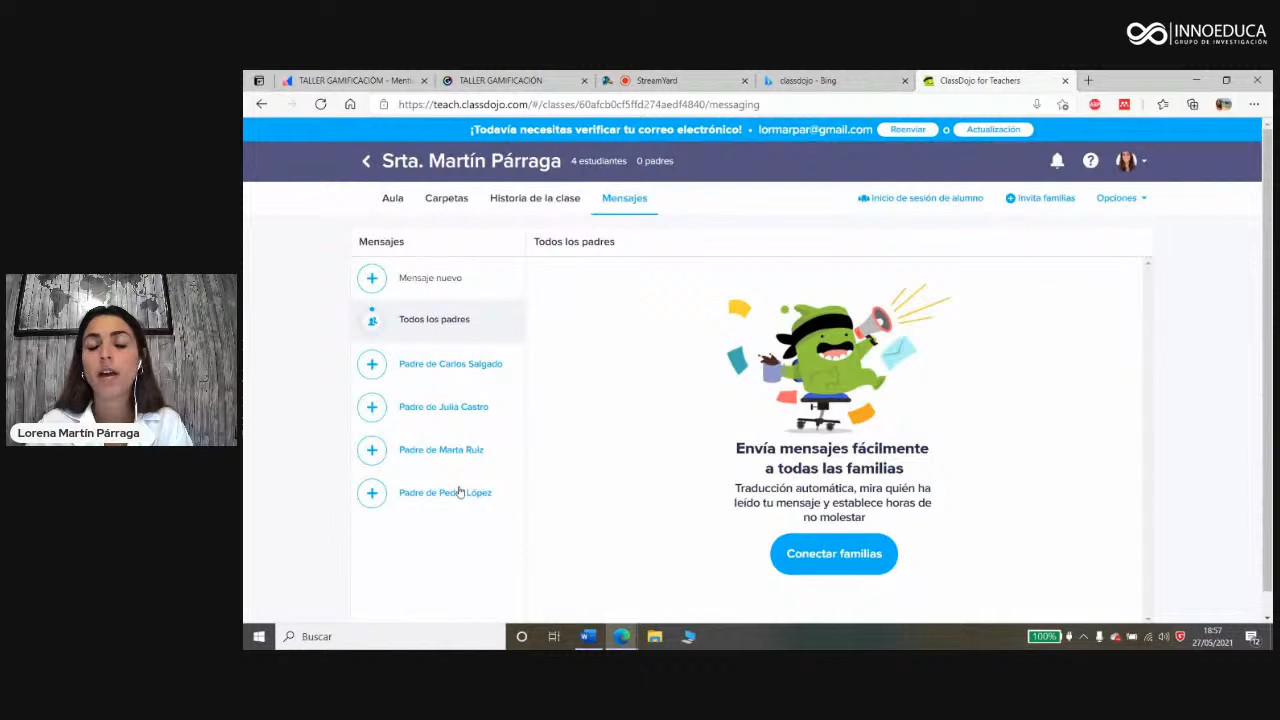 INNOEDUCA
GRUPO DE INVESTIGACIÓN
TALLER GAMIFICACIÓM - Menti
TALLER GAMIFICACIÓN
StreamYard
classdojo - Bing
ClassDojo for Teachers
https://teach.classdojo.com/#/classes/60afcb0cf5ffd274aedf4840/messaging
¡Todavía necesitas verificar tu correo electrónico! • lormarpar@gmail.com Reenviar o Actualización
Srta. Martín Párraga 4 estudiantes 0 padres
Aula Carpetas Historia de la clase Mensajes Inicio de sesión de alumno Invita familias Opciones
Mensajes
Todos los padres
Mensaje nuevo
Todos los padres
Padre de Carlos Salgado
Padre de Julia Castro
Padre de Marta Ruiz
Padre de Pedro López
Envía mensajes fácilmente
a todas las familias
Traducción automática, mira quién ha
leído tu mensaje y establece horas de
no molestar
Conectar familias
Lorena Martín Párraga
Buscar
100%
18:57
27/05/2021
12